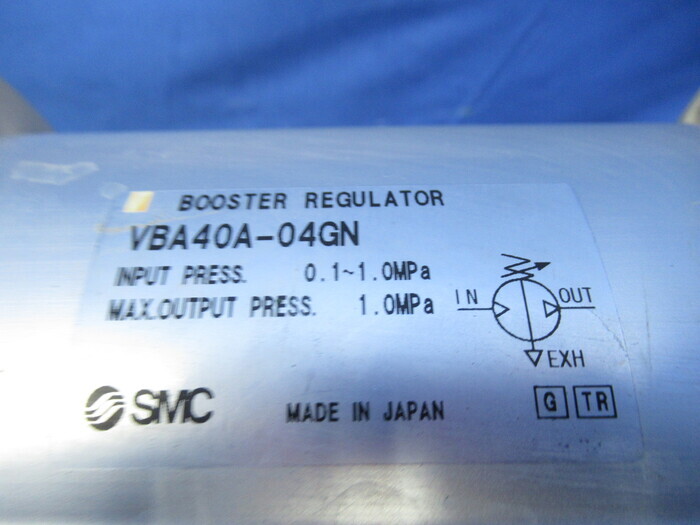 BOOSTER REGULATOR
VBA40A-04GN
INPUT PRESS. 0.1~1.0MPa
MAX.OUTPUT PRESS. 1.0MPa
IN OUT
EXH
SMC MADE IN JAPAN G TR